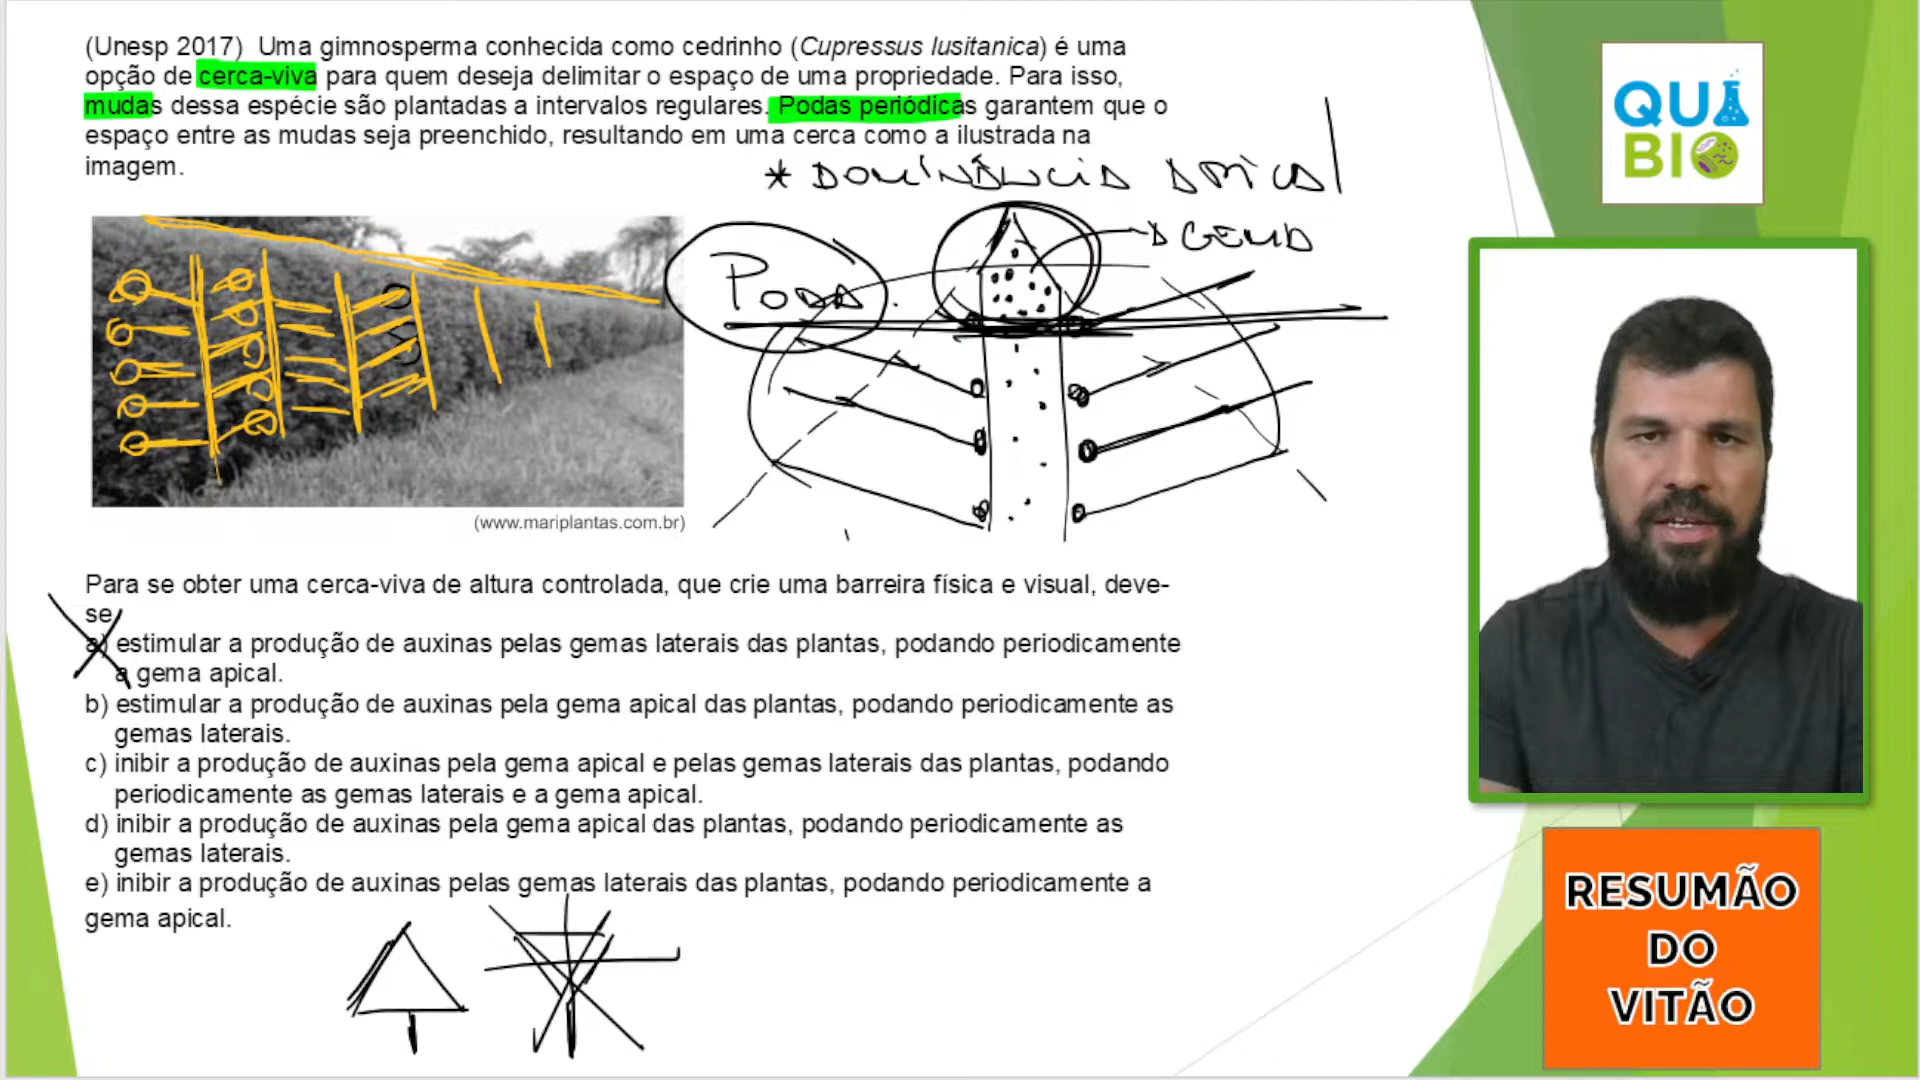 (Unesp 2017)  Uma gimnosperma conhecida como cedrinho (Cupressus lusitanica) é uma
opção de cerca-viva para quem deseja delimitar o espaço de uma propriedade. Para isso,
mudas dessa espécie são plantadas a intervalos regulares. Podas periódicas garantem que o
espaço entre as mudas seja preenchido, resultando em uma cerca como a ilustrada na
imagem.
* DOMINÂNCIA APICAL
GEMA
PODA
(www.mariplantas.com.br)
Para se obter uma cerca-viva de altura controlada, que crie uma barreira física e visual, deve-
se
a) estimular a produção de auxinas pelas gemas laterais das plantas, podando periodicamente
a gema apical.
b) estimular a produção de auxinas pela gema apical das plantas, podando periodicamente as
gemas laterais.
c) inibir a produção de auxinas pela gema apical e pelas gemas laterais das plantas, podando
periodicamente as gemas laterais e a gema apical.
d) inibir a produção de auxinas pela gema apical das plantas, podando periodicamente as
gemas laterais.
e) inibir a produção de auxinas pelas gemas laterais das plantas, podando periodicamente a
gema apical.
QUÍ
BIO
RESUMÃO
DO
VITÃO